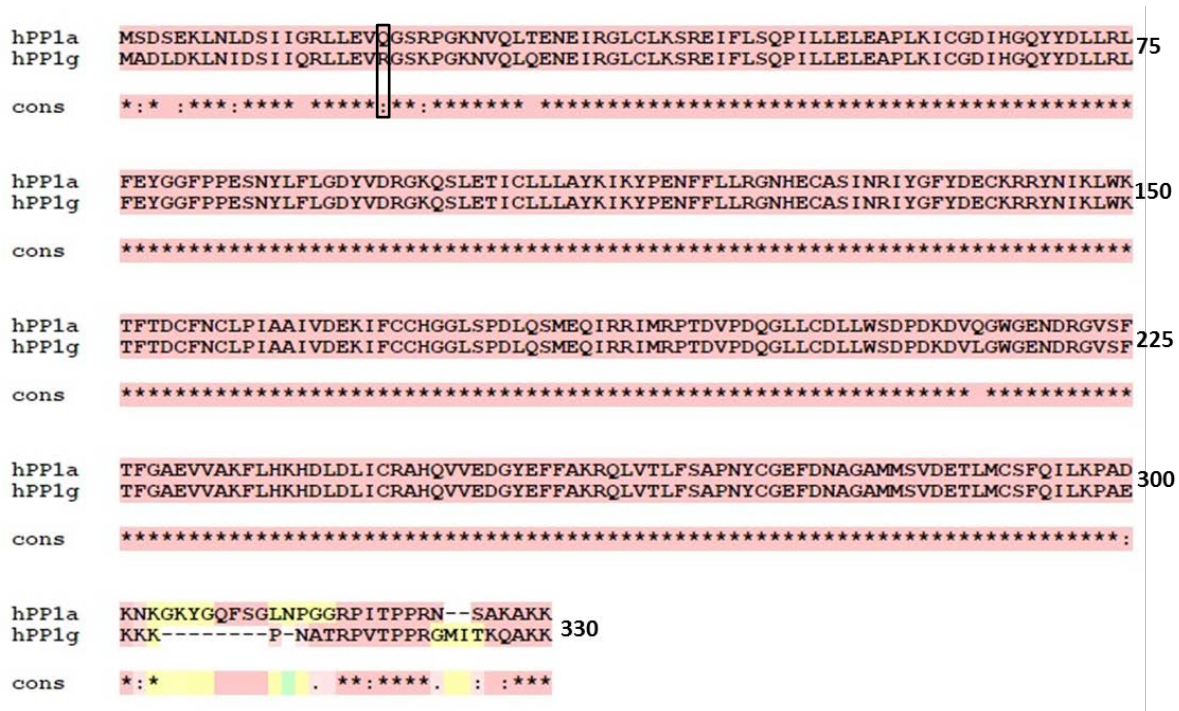 hPP1a MSDSEKLNLDSIIGRLLEVQGSRPGKNVQLTENEIRGLCLKSREIFLSQPILLELEAPLKICGDIHGQYYDLLRL 75
hPP1g MADLDKLNIDSIIQRLLEVRGSKPGKNVQLQENEIRGLCLKSREIFLSQPILLELEAPLKICGDIHGQYYDLLRL
cons *:* :***:**** *****:**:******* ********************************************
hPP1a FEYGGFPPESNYLFLGDYVDRGKQSLETICLLLAYKIKYPENFFLLRGNHECASINRIYGFYDECKRRYNIKLWK 150
hPP1g FEYGGFPPESNYLFLGDYVDRGKQSLETICLLLAYKIKYPENFFLLRGNHECASINRIYGFYDECKRRYNIKLWK
cons ***************************************************************************
hPP1a TFTDCFNCLPIAAIVDEKIFCCHGGLSPDLQSMEQIRRIMRPTDVPDQGLLCDLLWSDPDKDVQGWGENDRGVSF 225
hPP1g TFTDCFNCLPIAAIVDEKIFCCHGGLSPDLQSMEQIRRIMRPTDVPDQGLLCDLLWSDPDKDVLGWGENDRGVSF
cons *************************************************************** ***********
hPP1a TFGAEVVAKFLHKHDLDLICRAHQVVEDGYEFFAKRQLVTLFSAPNYCGEFDNAGAMMSVDETLMCSFQILKPAD 300
hPP1g TFGAEVVAKFLHKHDLDLICRAHQVVEDGYEFFAKRQLVTLFSAPNYCGEFDNAGAMMSVDETLMCSFQILKPAE
cons **************************************************************************:
hPP1a KNKGKYGQFSGLNPGGRPITPPRN--SAKAKK 330
hPP1g KKK--------P-NATRPVTPPRGMITKQAKK
cons *:*           . **:****.  : :***